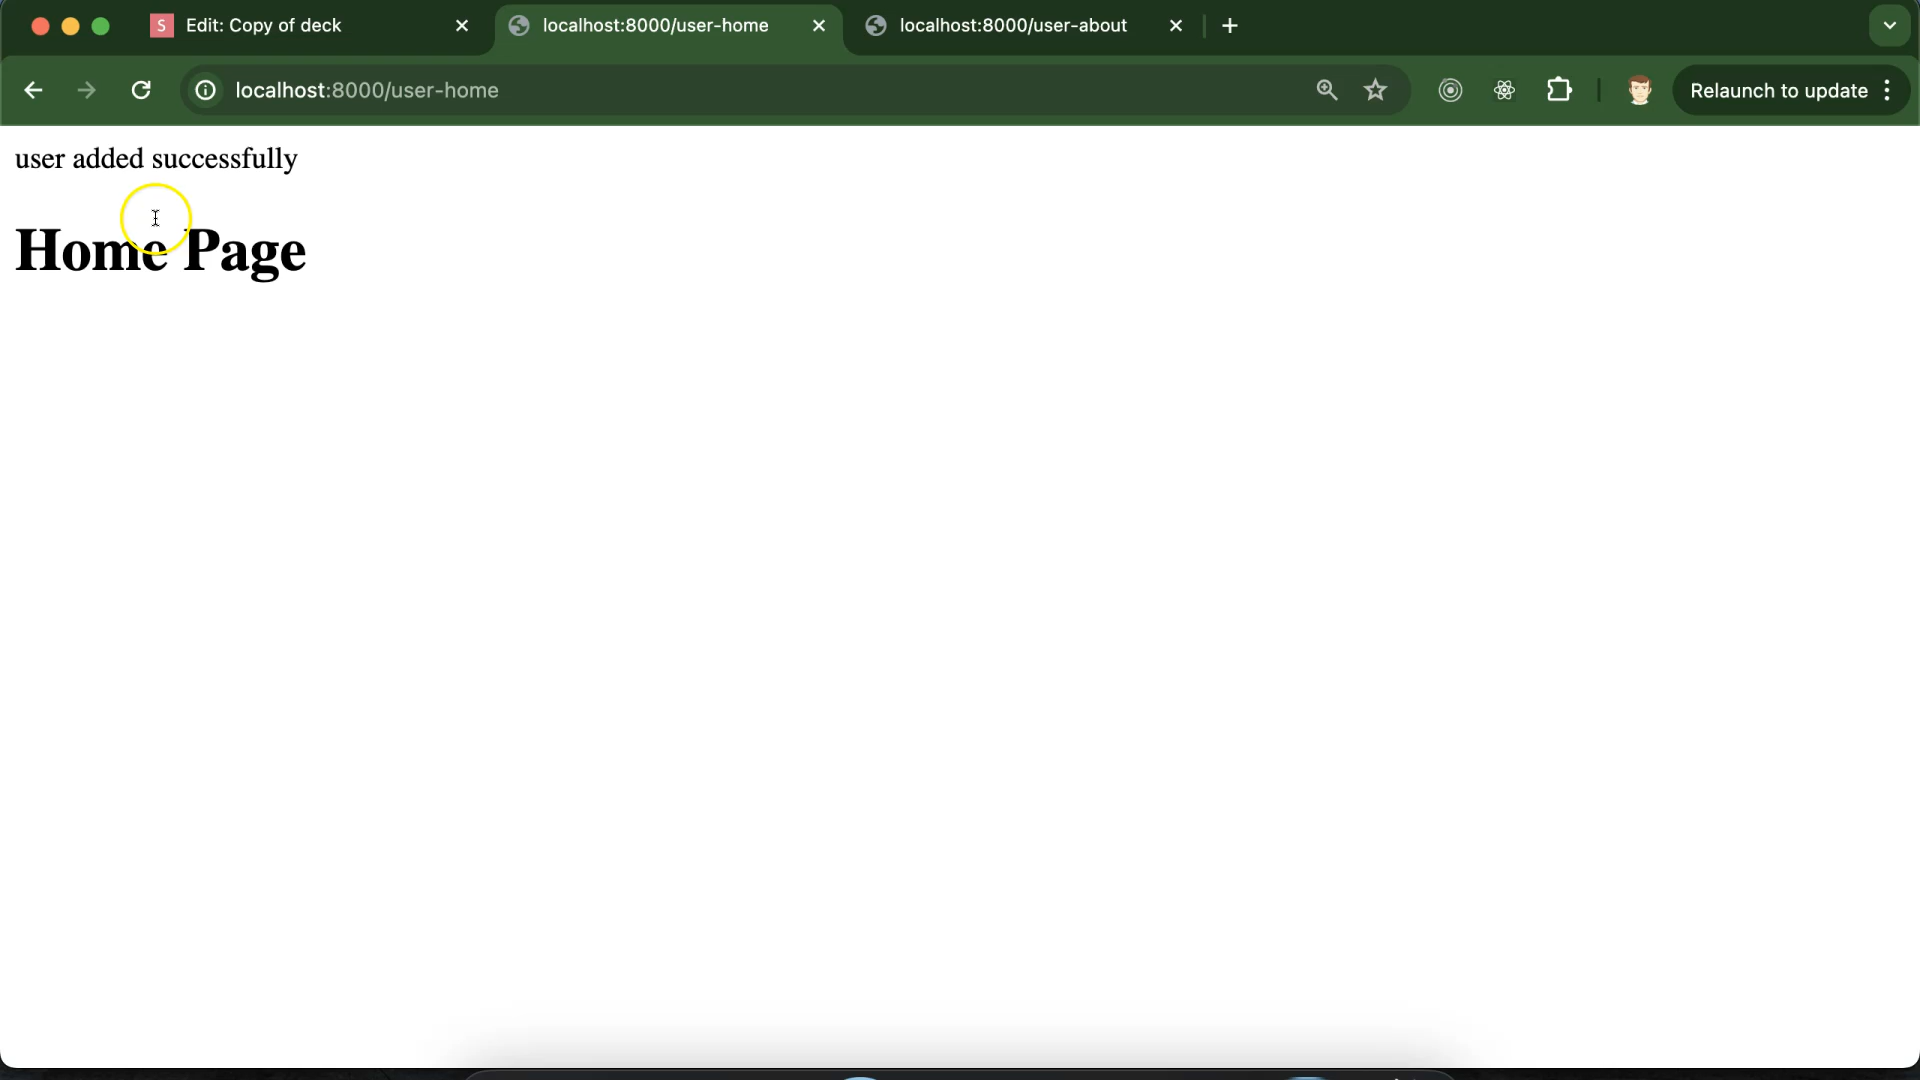 S Edit: Copy of deck
localhost:8000/user-home
localhost:8000/user-about
localhost:8000/user-home
Relaunch to update
user added successfully
Home Page